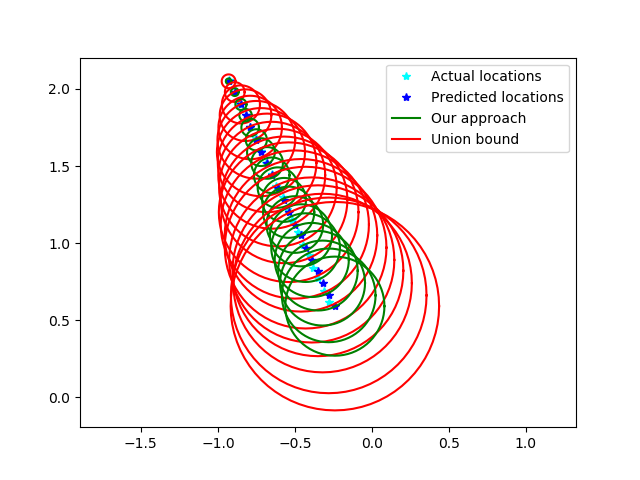 Actual locations
Predicted locations
Our approach
Union bound
2.0
1.5
1.0
0.5
0.0
−1.5 −1.0 −0.5 0.0 0.5 1.0